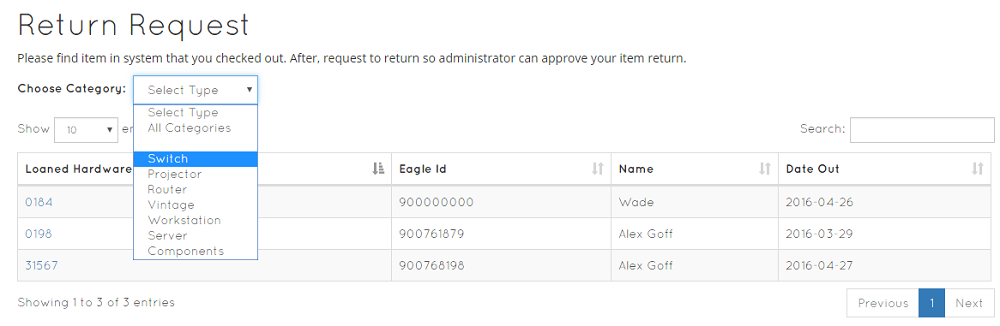 Return Request
Please find item in system that you checked out. After, request to return so administrator can approve your item return.
Choose Category: Select Type
Select Type
All Categories
Switch
Projector
Router
Vintage
Workstation
Server
Components
Show 10 en Search:
Loaned Hardware Eagle Id Name Date Out
0184 900000000 Wade 2016-04-26
0198 900761879 Alex Goff 2016-03-29
31567 900768198 Alex Goff 2016-04-27
Showing 1 to 3 of 3 entries Previous 1 Next